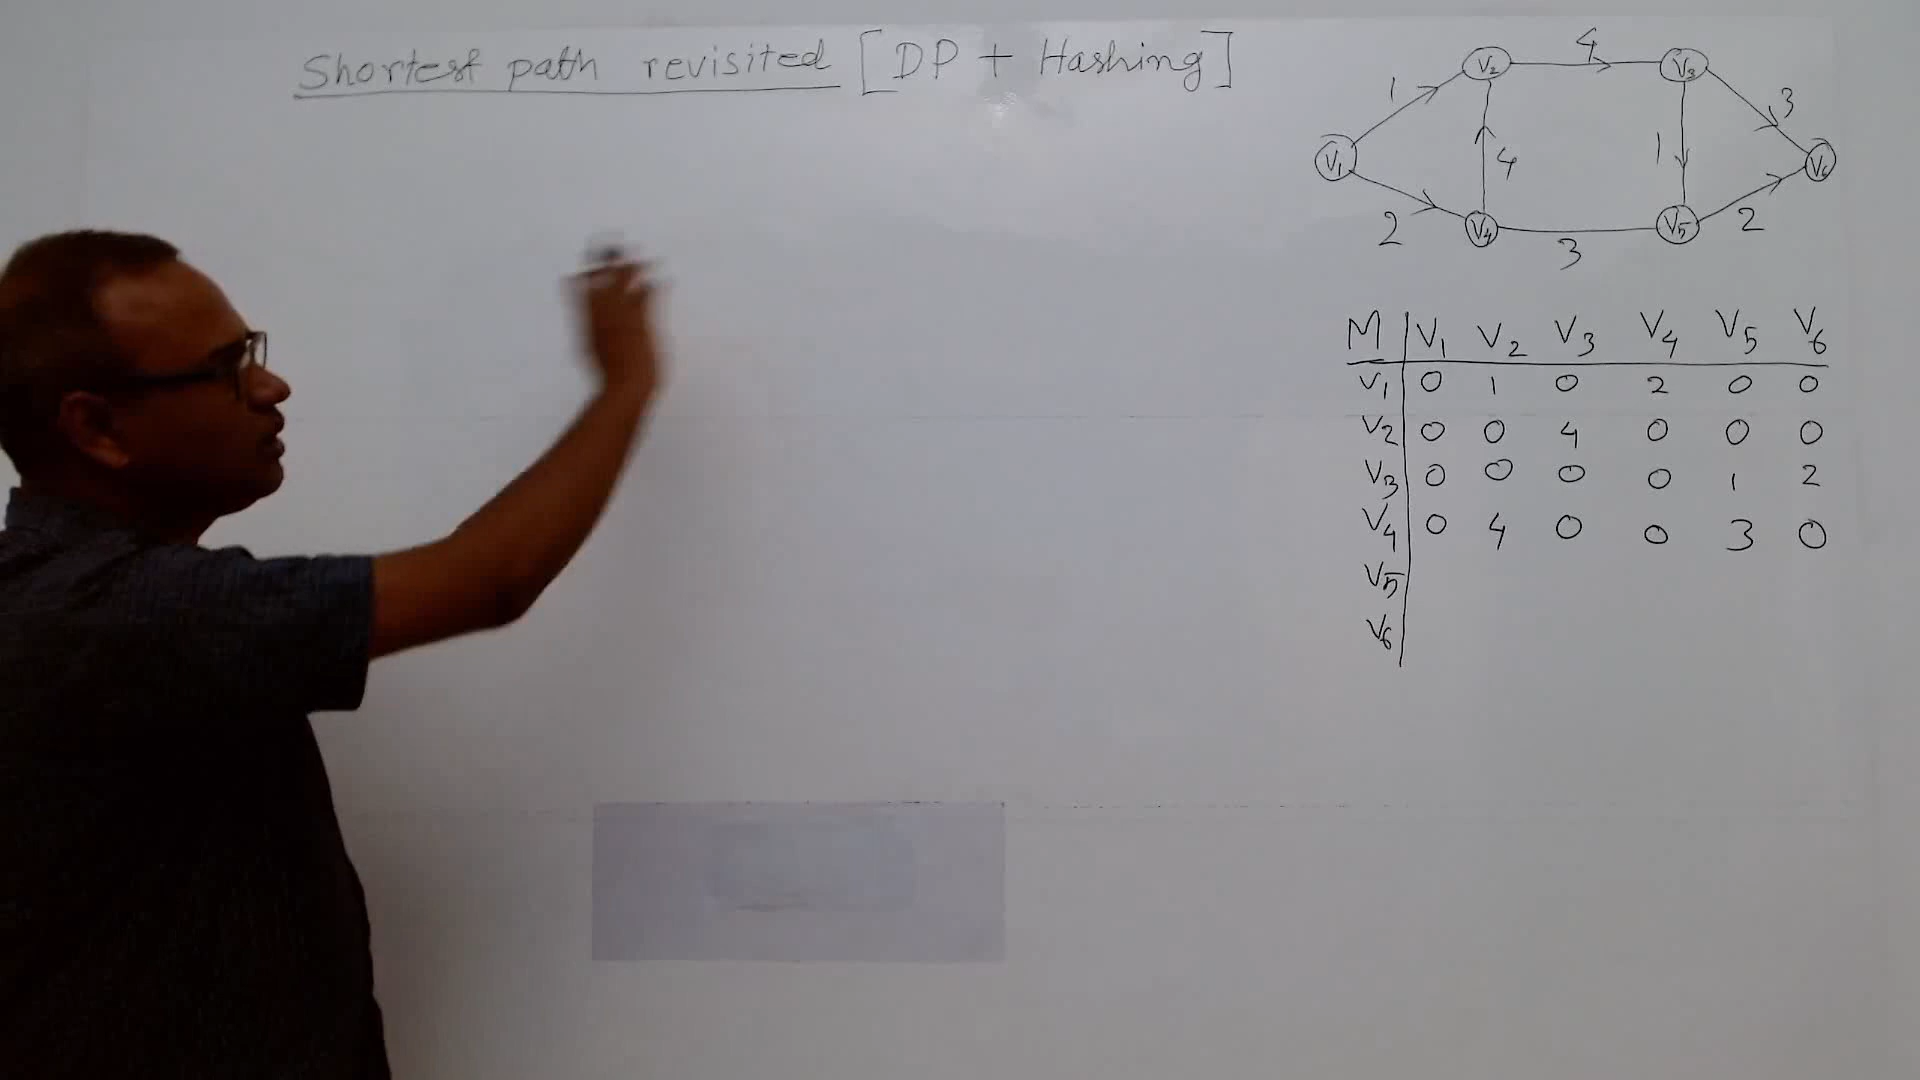 Shortest path revisited [DP + Hashing]
4
V2 V3
1 3
V1 4 1 V6
2 V4 V5 2
3
M V1 V2 V3 V4 V5 V6
V1 0 1 0 2 0 0
V2 0 0 4 0 0 0
V3 0 0 0 0 1 2
V4 0 4 0 0 3 0
V5
V6